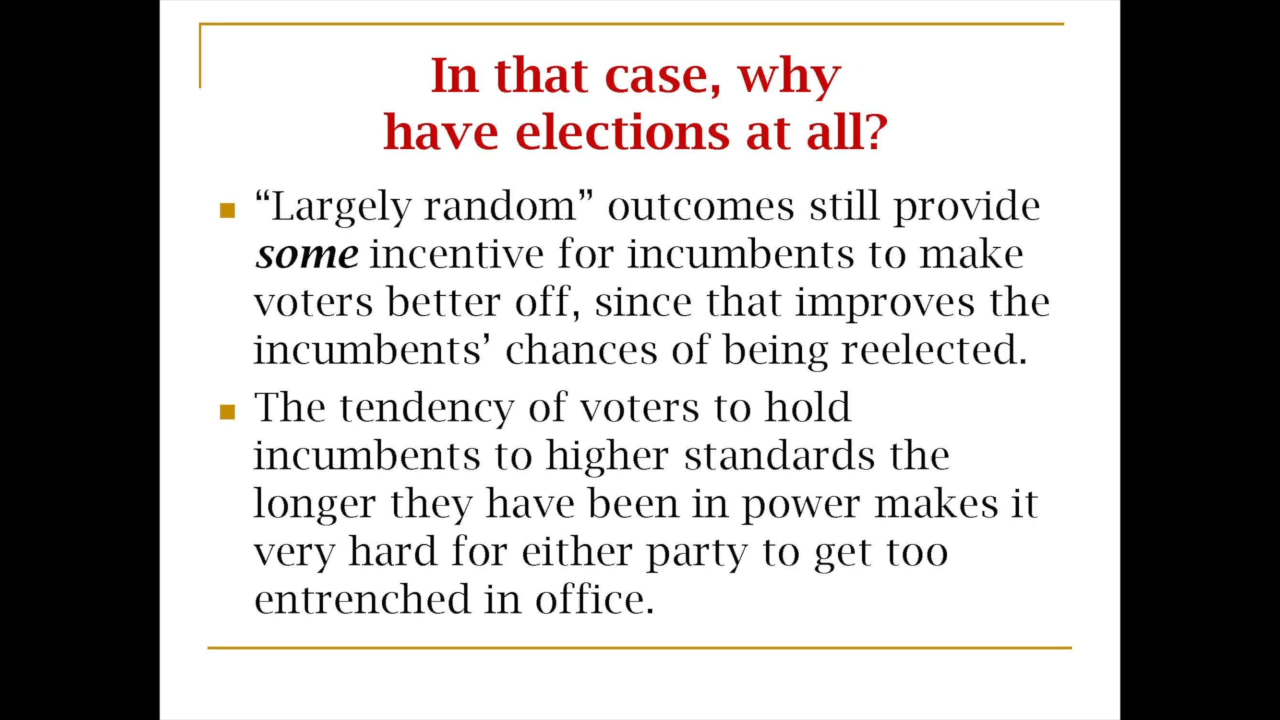 In that case, why
have elections at all?
“Largely random” outcomes still provide
some incentive for incumbents to make
voters better off, since that improves the
incumbents’ chances of being reelected.
The tendency of voters to hold
incumbents to higher standards the
longer they have been in power makes it
very hard for either party to get too
entrenched in office.